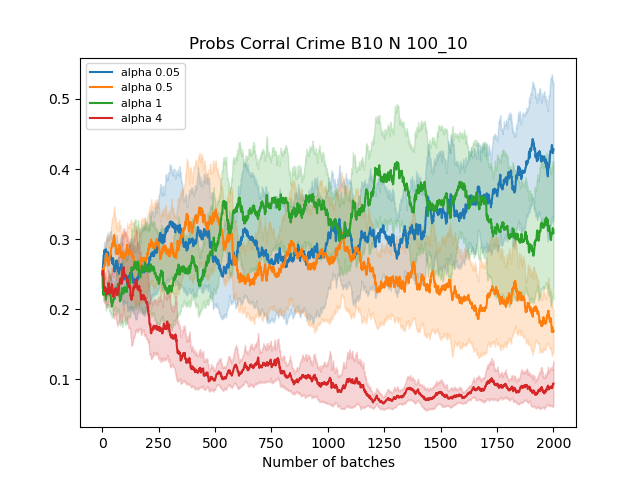 Probs Corral Crime B10 N 100_10
alpha 0.05
alpha 0.5
alpha 1
alpha 4
0.5
0.4
0.3
0.2
0.1
0 250 500 750 1000 1250 1500 1750 2000
Number of batches